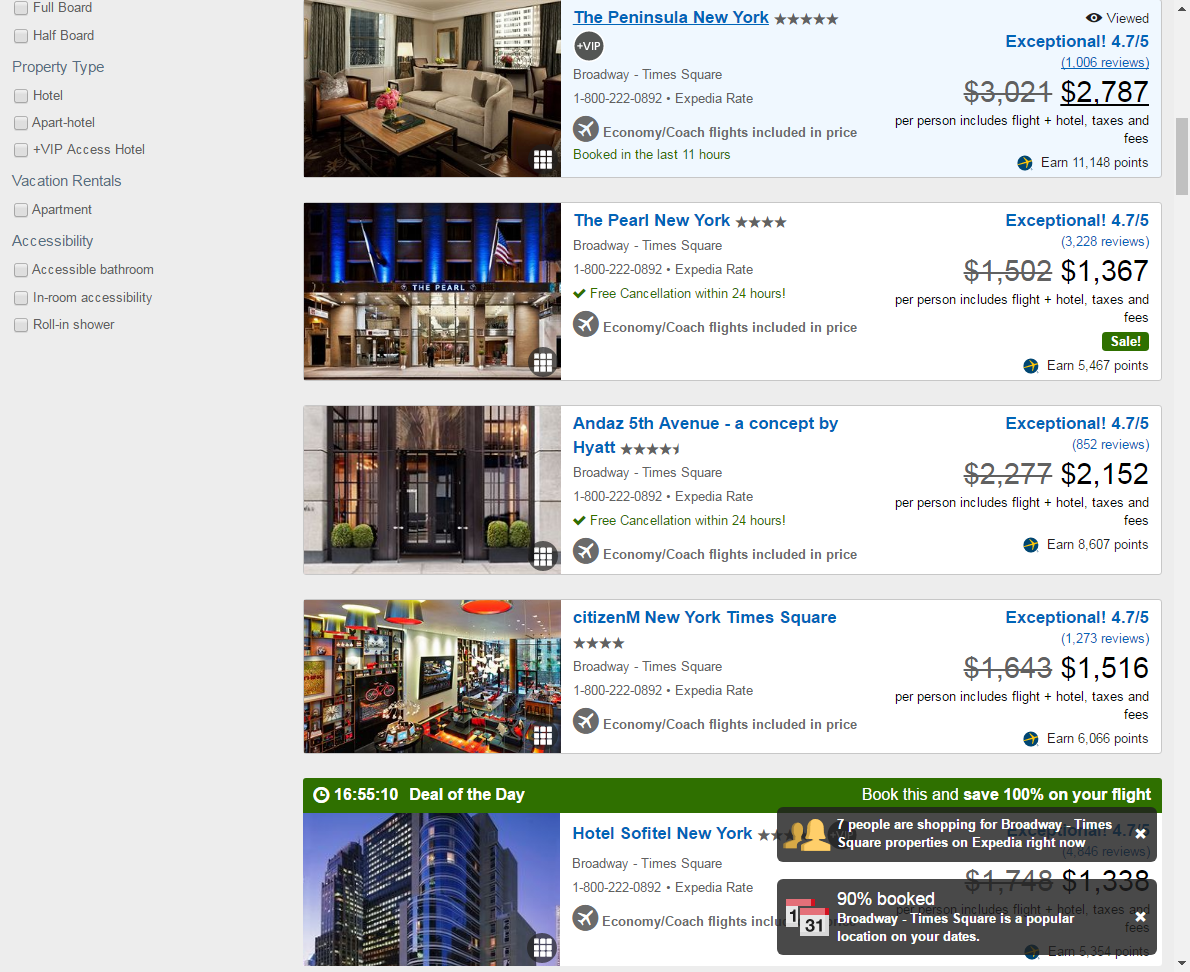 Full Board
Half Board
Property Type
Hotel
Apart-hotel
+VIP Access Hotel
Vacation Rentals
Apartment
Accessibility
Accessible bathroom
In-room accessibility
Roll-in shower
The Peninsula New York
Viewed
+VIP
Exceptional! 4.7/5
(1,006 reviews)
Broadway - Times Square
$3,021 $2,787
1-800-222-0892 • Expedia Rate
per person includes flight + hotel, taxes and
fees
Economy/Coach flights included in price
Booked in the last 11 hours
Earn 11,148 points
THE PEARL
The Pearl New York
Exceptional! 4.7/5
(3,228 reviews)
Broadway - Times Square
$1,502 $1,367
1-800-222-0892 • Expedia Rate
Free Cancellation within 24 hours!
per person includes flight + hotel, taxes and
fees
Economy/Coach flights included in price
Sale!
Earn 5,467 points
Andaz 5th Avenue - a concept by
Hyatt
Exceptional! 4.7/5
(852 reviews)
Broadway - Times Square
$2,277 $2,152
1-800-222-0892 • Expedia Rate
per person includes flight + hotel, taxes and
fees
Free Cancellation within 24 hours!
Economy/Coach flights included in price
Earn 8,607 points
citizenM New York Times Square
Exceptional! 4.7/5
(1,273 reviews)
Broadway - Times Square
$1,643 $1,516
1-800-222-0892 • Expedia Rate
per person includes flight + hotel, taxes and
fees
Economy/Coach flights included in price
Earn 6,066 points
16:55:10 Deal of the Day
Book this and save 100% on your flight
Hotel Sofitel New York
Exceptional! 4.7/5
(4,846 reviews)
7 people are shopping for Broadway - Times
Square properties on Expedia right now
Broadway - Times Square
$1,748 $1,338
1-800-222-0892 • Expedia Rate
per person includes flight + hotel, taxes and
fees
Economy/Coach flights inclu
1
31
90% booked
Broadway - Times Square is a popular
location on your dates.
Earn 5,354 points